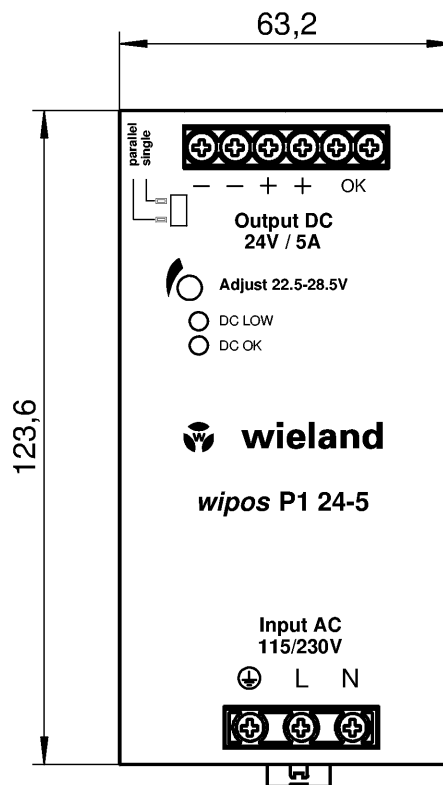 63,2
123,6
parallel
single
− − + + OK
Output DC
24V / 5A
Adjust 22.5-28.5V
DC LOW
DC OK
w wieland
wipos P1 24-5
Input AC
115/230V
L N